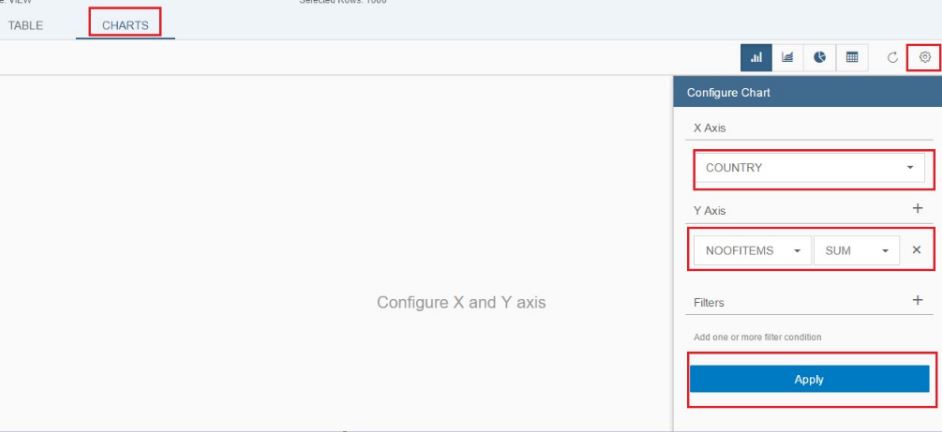 e: VIEW Selected Rows: 1000
TABLE CHARTS
Configure Chart
X Axis
COUNTRY
Y Axis +
NOOFITEMS SUM ×
Configure X and Y axis
Filters +
Add one or more filter condition
Apply